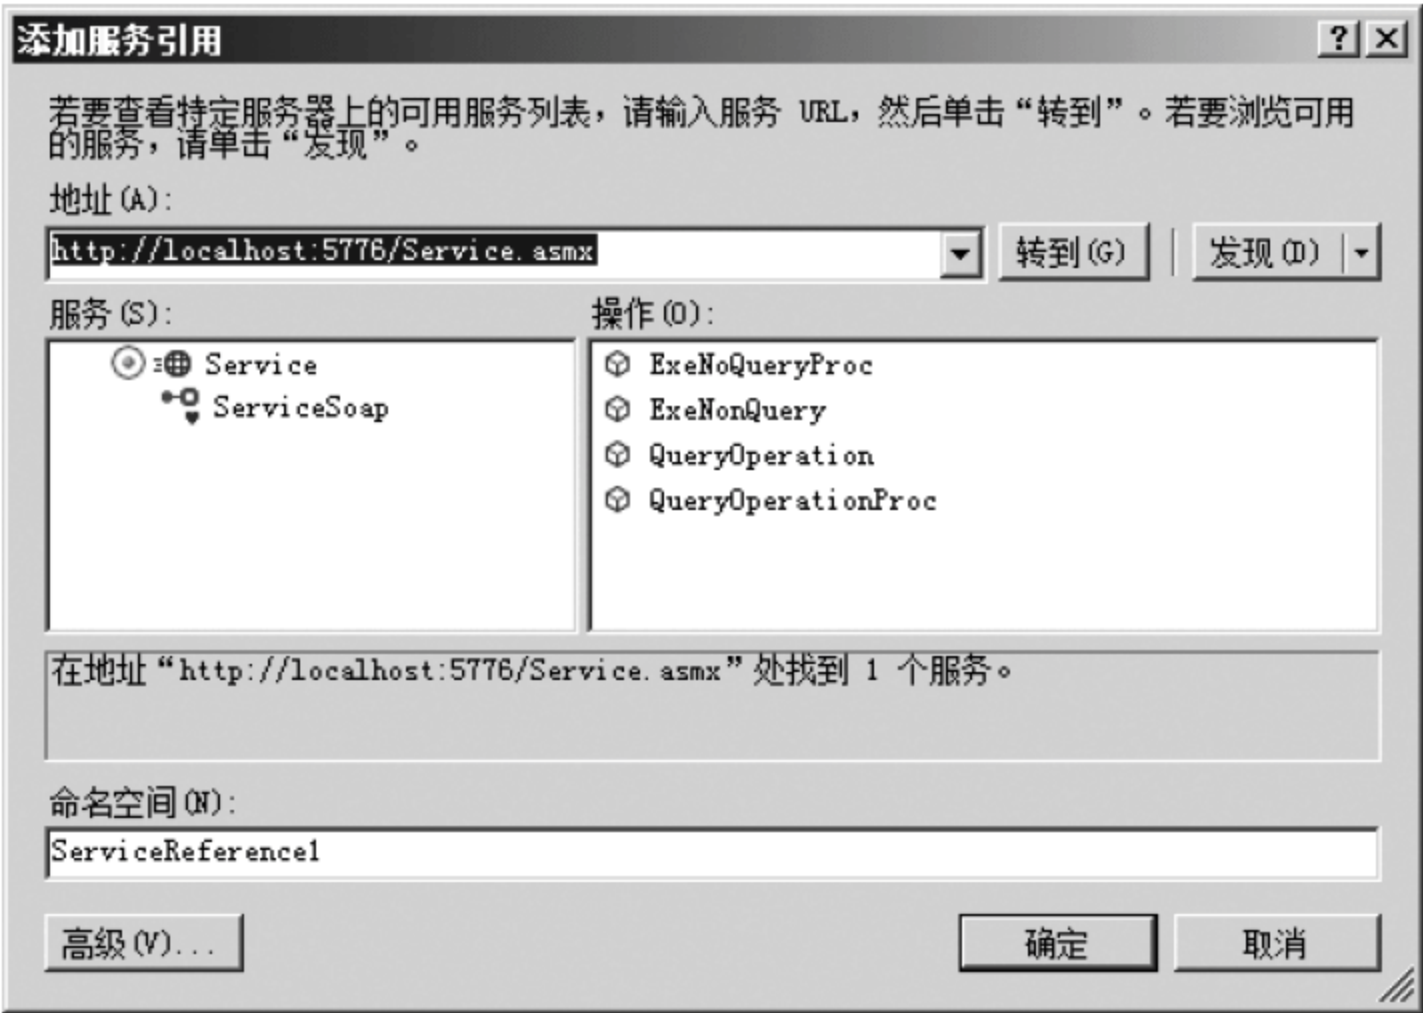 添加服务引用
若要查看特定服务器上的可用服务列表，请输入服务 URL，然后单击“转到”。若要浏览可用
的服务，请单击“发现”。
地址(A):
http://localhost:5776/Service.asmx 转到(G) 发现(D)
服务(S): 操作(O):
Service ExeNoQueryProc
ServiceSoap ExeNonQuery
QueryOperation
QueryOperationProc
在地址“http://localhost:5776/Service.asmx”处找到 1 个服务。
命名空间(N):
ServiceReference1
高级(V)... 确定 取消